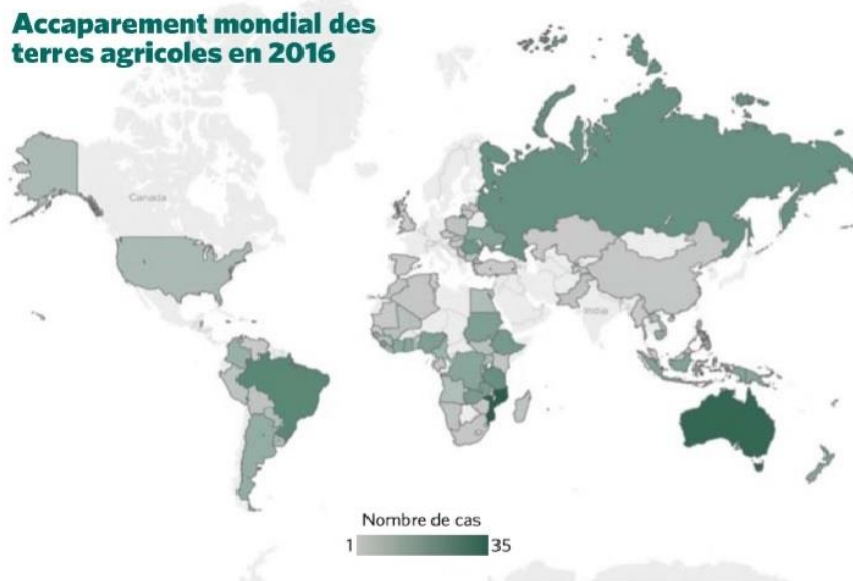 Accaparement mondial des
terres agricoles en 2016
Canada
India
Nombre de cas
1 35